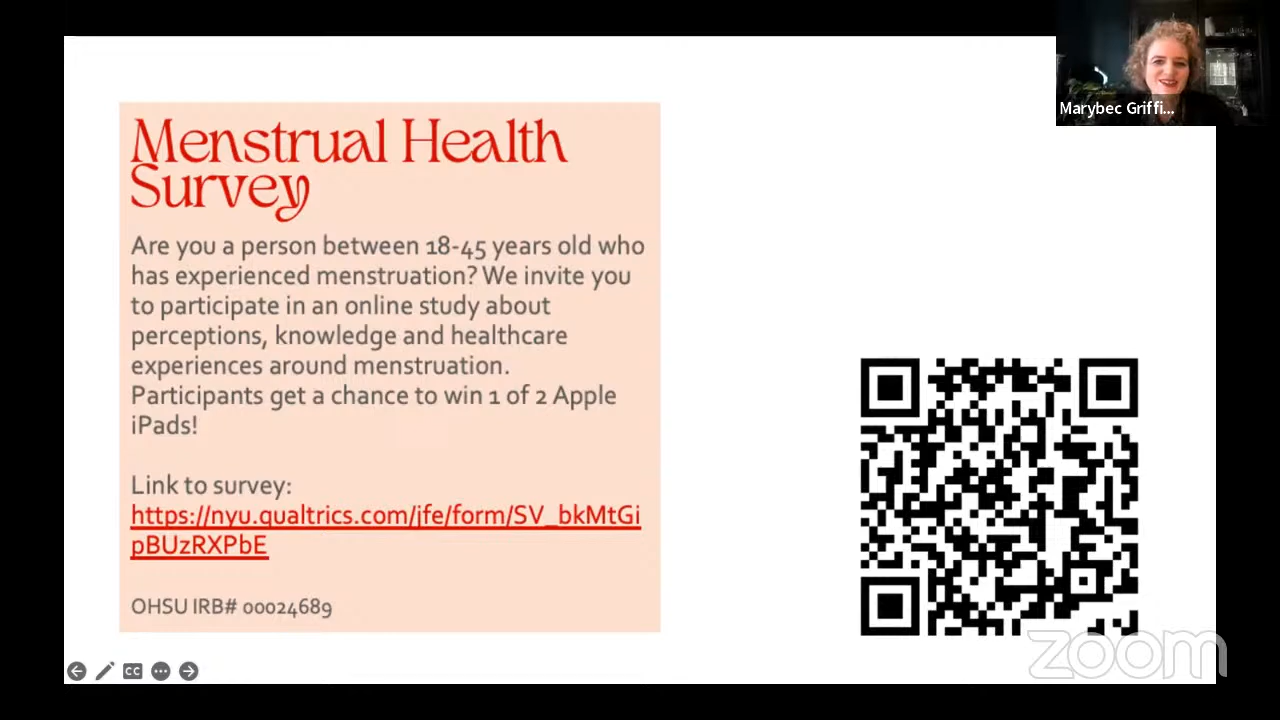 Marybec Griffi...
Menstrual Health
Survey
Are you a person between 18-45 years old who
has experienced menstruation? We invite you
to participate in an online study about
perceptions, knowledge and healthcare
experiences around menstruation.
Participants get a chance to win 1 of 2 Apple
iPads!
Link to survey:
https://nyu.qualtrics.com/jfe/form/SV_bkMtGi
pBUzRXPbE
OHSU IRB# 00024689
CC
zoom